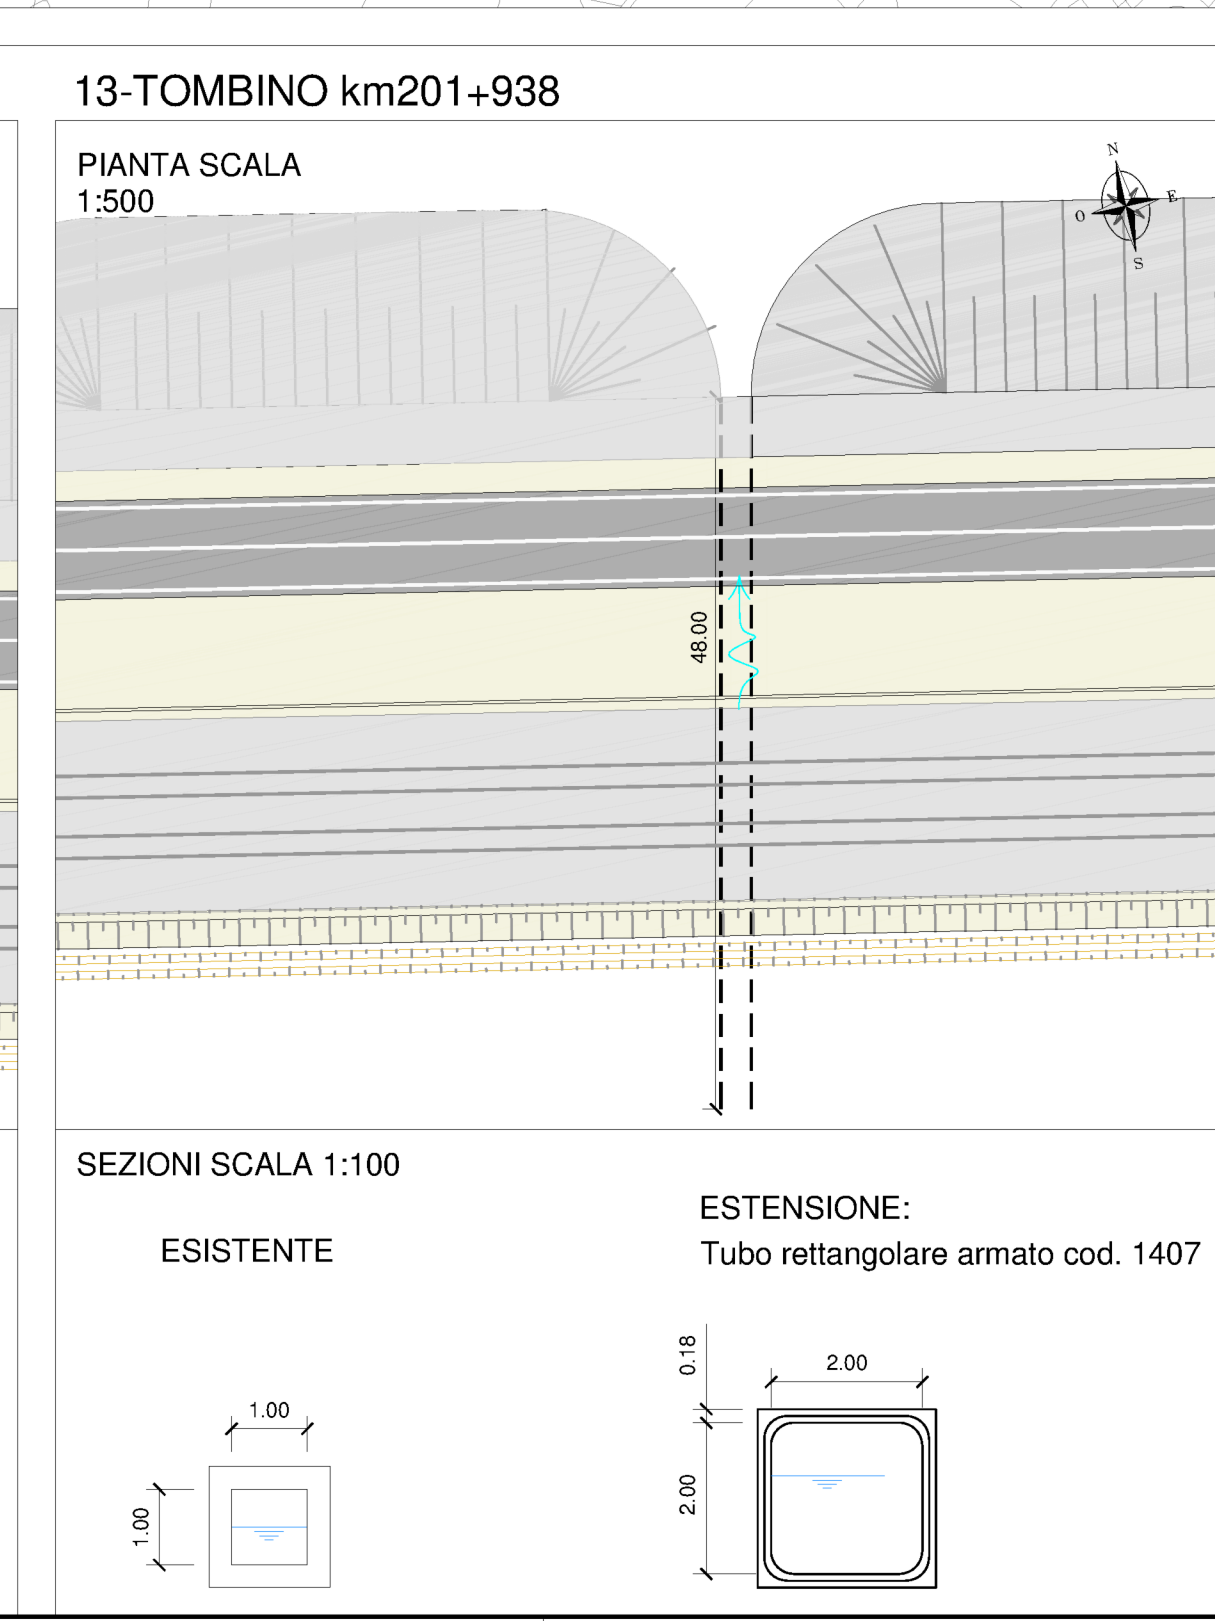 13-TOMBINO km201+938
PIANTA SCALA
1:500
N
E
O
S
48.00
SEZIONI SCALA 1:100
ESTENSIONE:
Tubo rettangolare armato cod. 1407
ESISTENTE
0.18
2.00
2.00
1.00
1.00